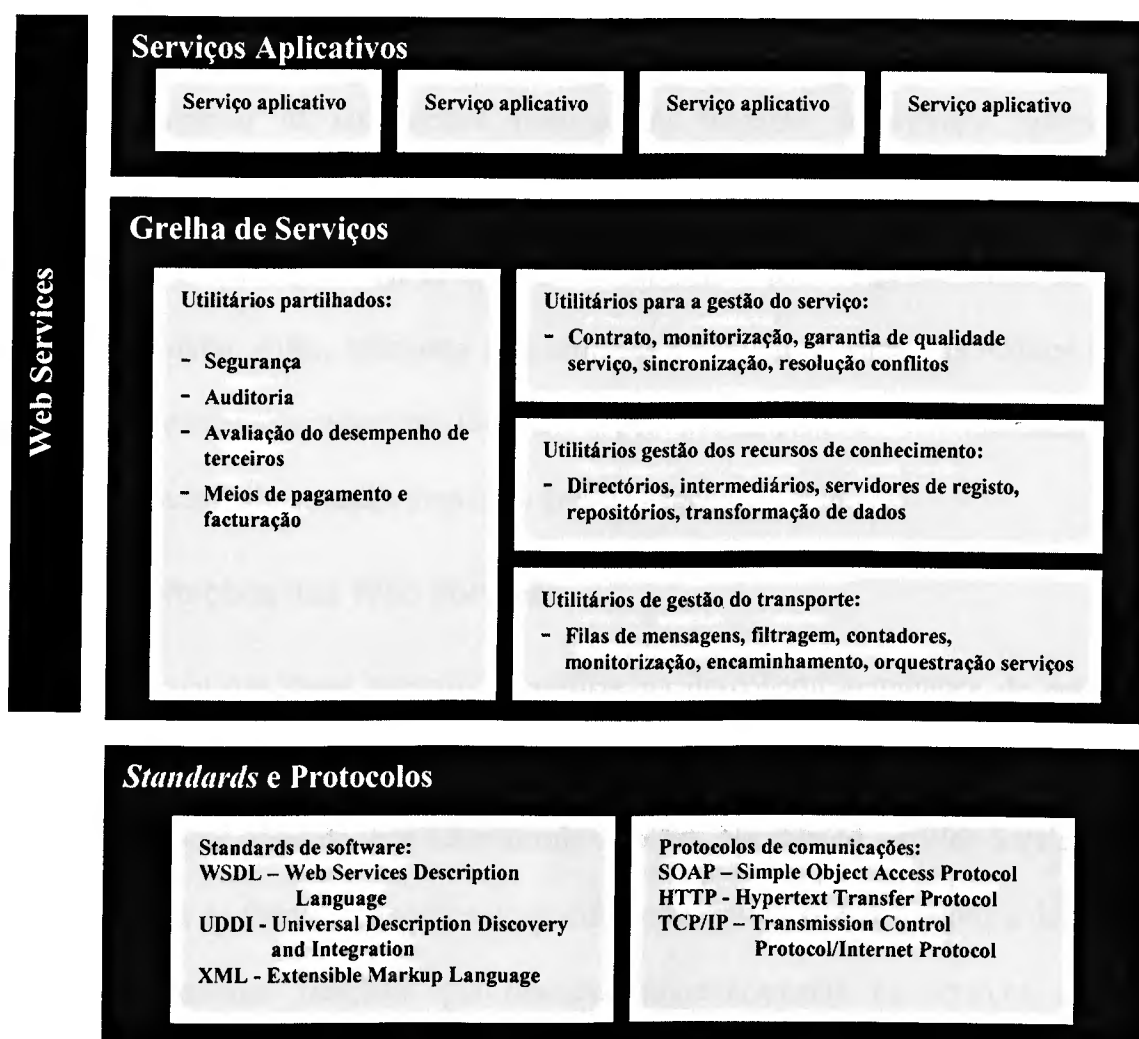 Web Services
Serviços Aplicativos
Serviço aplicativo
Serviço aplicativo
Serviço aplicativo
Serviço aplicativo
Grelha de Serviços
Utilitários partilhados:
- Segurança
- Auditoria
- Avaliação do desempenho de
terceiros
- Meios de pagamento e
facturação
Utilitários para a gestão do serviço:
- Contrato, monitorização, garantia de qualidade
serviço, sincronização, resolução conflitos
Utilitários gestão dos recursos de conhecimento:
- Directórios, intermediários, servidores de registo,
repositórios, transformação de dados
Utilitários de gestão do transporte:
- Filas de mensagens, filtragem, contadores,
monitorização, encaminhamento, orquestração serviços
Standards e Protocolos
Standards de software:
WSDL – Web Services Description
Language
UDDI - Universal Description Discovery
and Integration
XML - Extensible Markup Language
Protocolos de comunicações:
SOAP – Simple Object Access Protocol
HTTP - Hypertext Transfer Protocol
TCP/IP – Transmission Control
Protocol/Internet Protocol